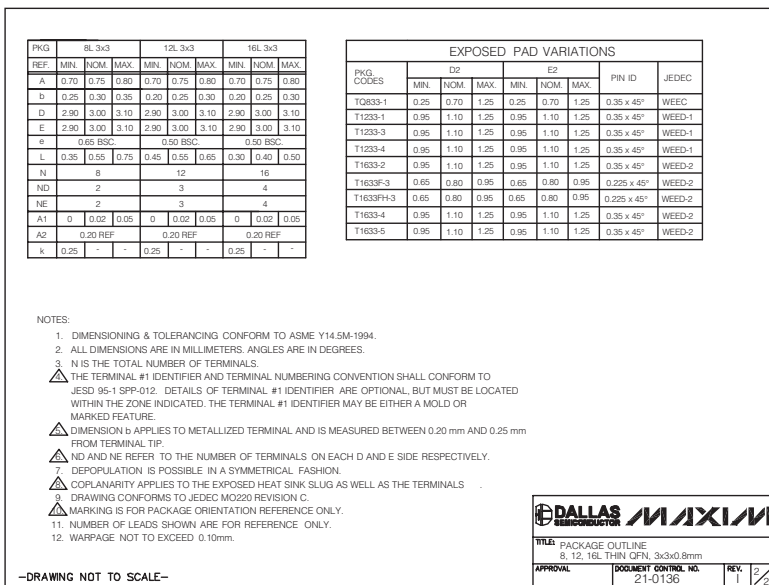 PKG 8L 3x3 12L 3x3 16L 3x3
REF. MIN. NOM. MAX. MIN. NOM. MAX. MIN. NOM. MAX.
A 0.70 0.75 0.80 0.70 0.75 0.80 0.70 0.75 0.80
b 0.25 0.30 0.35 0.20 0.25 0.30 0.20 0.25 0.30
D 2.90 3.00 3.10 2.90 3.00 3.10 2.90 3.00 3.10
E 2.90 3.00 3.10 2.90 3.00 3.10 2.90 3.00 3.10
e 0.65 BSC. 0.50 BSC. 0.50 BSC.
L 0.35 0.55 0.75 0.45 0.55 0.65 0.30 0.40 0.50
N 8 12 16
ND 2 3 4
NE 2 3 4
A1 0 0.02 0.05 0 0.02 0.05 0 0.02 0.05
A2 0.20 REF 0.20 REF 0.20 REF
k 0.25 - - 0.25 - - 0.25 - -
EXPOSED PAD VARIATIONS
PKG. CODES D2 E2 PIN ID JEDEC
MIN. NOM. MAX. MIN. NOM. MAX.
TQ833-1 0.25 0.70 1.25 0.25 0.70 1.25 0.35 x 45° WEEC
T1233-1 0.95 1.10 1.25 0.95 1.10 1.25 0.35 x 45° WEED-1
T1233-3 0.95 1.10 1.25 0.95 1.10 1.25 0.35 x 45° WEED-1
T1233-4 0.95 1.10 1.25 0.95 1.10 1.25 0.35 x 45° WEED-1
T1633-2 0.95 1.10 1.25 0.95 1.10 1.25 0.35 x 45° WEED-2
T1633F-3 0.65 0.80 0.95 0.65 0.80 0.95 0.225 x 45° WEED-2
T1633FH-3 0.65 0.80 0.95 0.65 0.80 0.95 0.225 x 45° WEED-2
T1633-4 0.95 1.10 1.25 0.95 1.10 1.25 0.35 x 45° WEED-2
T1633-5 0.95 1.10 1.25 0.95 1.10 1.25 0.35 x 45° WEED-2
NOTES:
1. DIMENSIONING & TOLERANCING CONFORM TO ASME Y14.5M-1994.
2. ALL DIMENSIONS ARE IN MILLIMETERS. ANGLES ARE IN DEGREES.
3. N IS THE TOTAL NUMBER OF TERMINALS.
4. THE TERMINAL #1 IDENTIFIER AND TERMINAL NUMBERING CONVENTION SHALL CONFORM TO
JESD 95-1 SPP-012. DETAILS OF TERMINAL #1 IDENTIFIER ARE OPTIONAL, BUT MUST BE LOCATED
WITHIN THE ZONE INDICATED. THE TERMINAL #1 IDENTIFIER MAY BE EITHER A MOLD OR
MARKED FEATURE.
5. DIMENSION b APPLIES TO METALLIZED TERMINAL AND IS MEASURED BETWEEN 0.20 mm AND 0.25 mm
FROM TERMINAL TIP.
6. ND AND NE REFER TO THE NUMBER OF TERMINALS ON EACH D AND E SIDE RESPECTIVELY.
7. DEPOPULATION IS POSSIBLE IN A SYMMETRICAL FASHION.
8. COPLANARITY APPLIES TO THE EXPOSED HEAT SINK SLUG AS WELL AS THE TERMINALS .
9. DRAWING CONFORMS TO JEDEC MO220 REVISION C.
10. MARKING IS FOR PACKAGE ORIENTATION REFERENCE ONLY.
11. NUMBER OF LEADS SHOWN ARE FOR REFERENCE ONLY.
12. WARPAGE NOT TO EXCEED 0.10mm.
-DRAWING NOT TO SCALE-
DALLAS SEMICONDUCTOR MAXIM
TITLE: PACKAGE OUTLINE
8, 12, 16L THIN QFN, 3x3x0.8mm
APPROVAL DOCUMENT CONTROL NO. REV.
21-0136 I 2/2